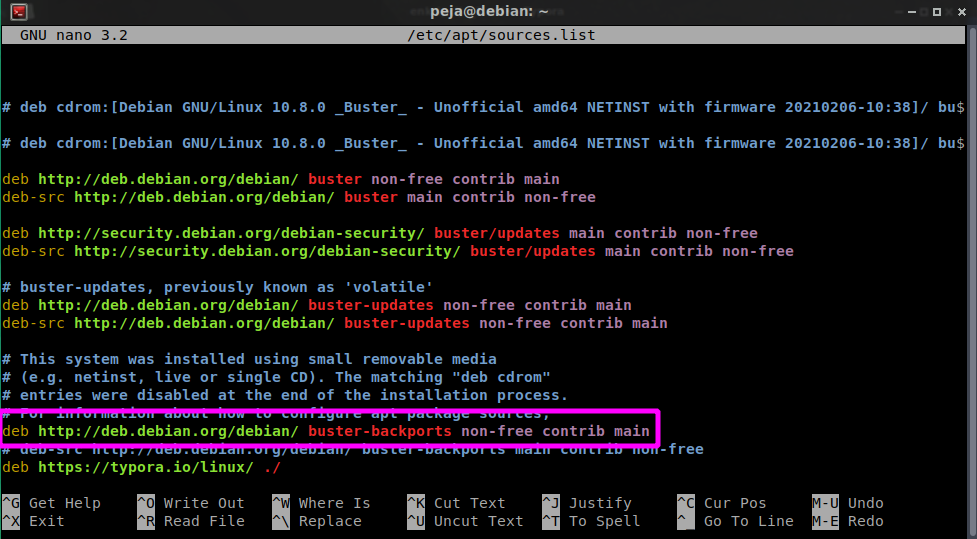 peja@debian: ~
GNU nano 3.2 /etc/apt/sources.list
# deb cdrom:[Debian GNU/Linux 10.8.0 _Buster_ - Unofficial amd64 NETINST with firmware 20210206-10:38]/ bu$
# deb cdrom:[Debian GNU/Linux 10.8.0 _Buster_ - Unofficial amd64 NETINST with firmware 20210206-10:38]/ bu$
deb http://deb.debian.org/debian/ buster non-free contrib main
deb-src http://deb.debian.org/debian/ buster main contrib non-free
deb http://security.debian.org/debian-security/ buster/updates main contrib non-free
deb-src http://security.debian.org/debian-security/ buster/updates main contrib non-free
# buster-updates, previously known as 'volatile'
deb http://deb.debian.org/debian/ buster-updates non-free contrib main
deb-src http://deb.debian.org/debian/ buster-updates non-free contrib main
# This system was installed using small removable media
# (e.g. netinst, live or single CD). The matching "deb cdrom"
# entries were disabled at the end of the installation process.
# For information about how to configure apt package sources,
deb http://deb.debian.org/debian/ buster-backports non-free contrib main
# deb-src http://deb.debian.org/debian/ buster-backports main contrib non-free
deb https://typora.io/linux/ ./
^G Get Help ^O Write Out ^W Where Is ^K Cut Text ^J Justify ^C Cur Pos M-U Undo
^X Exit ^R Read File ^\ Replace ^U Uncut Text ^T To Spell ^_ Go To Line M-E Redo